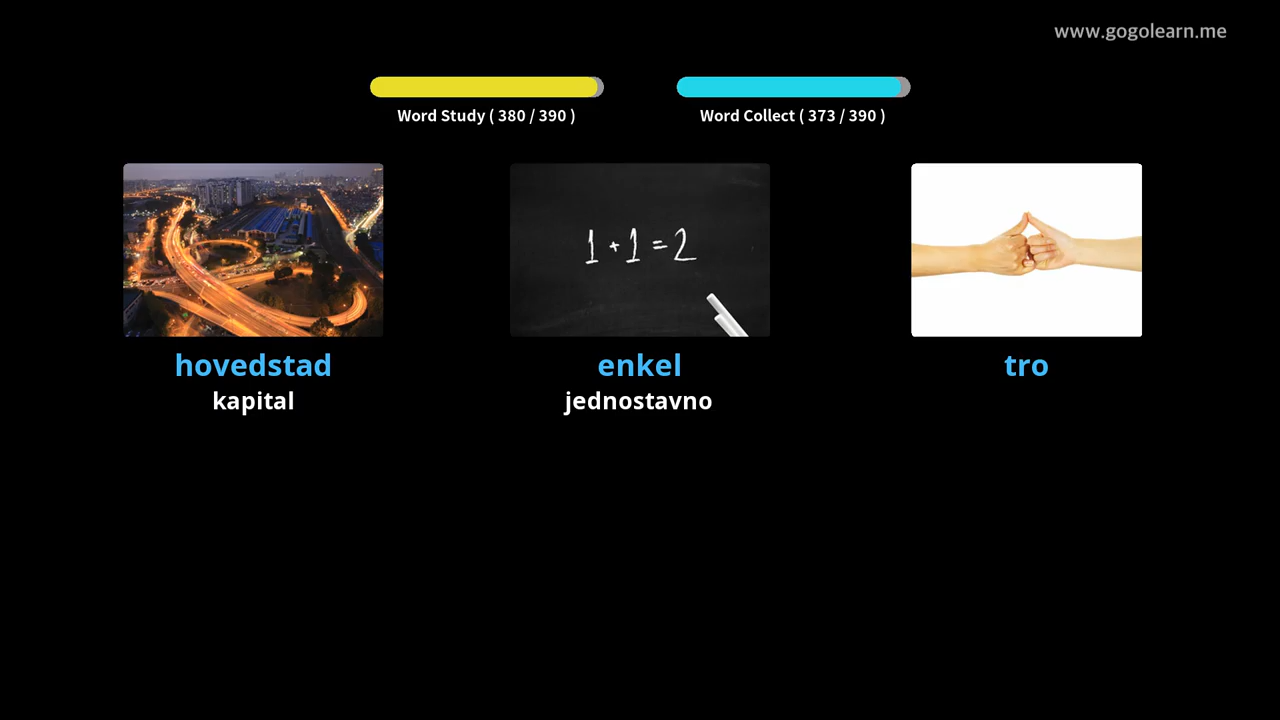 www.gogolearn.me
Word Study ( 380 / 390 )
Word Collect ( 373 / 390 )
1 + 1 = 2
hovedstad
enkel
tro
kapital
jednostavno